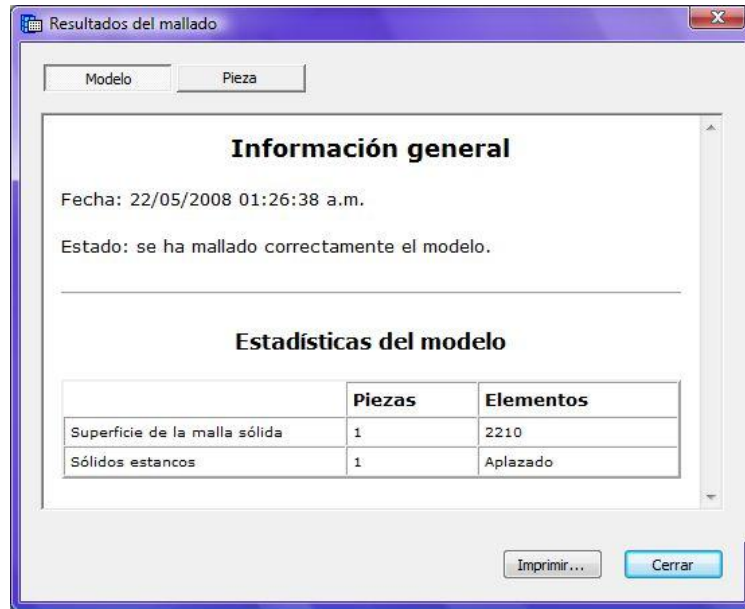 Resultados del mallado
Modelo Pieza
Información general
Fecha: 22/05/2008 01:26:38 a.m.
Estado: se ha mallado correctamente el modelo.
Estadísticas del modelo
Piezas Elementos
Superficie de la malla sólida 1 2210
Sólidos estancos 1 Aplazado
Imprimir... Cerrar